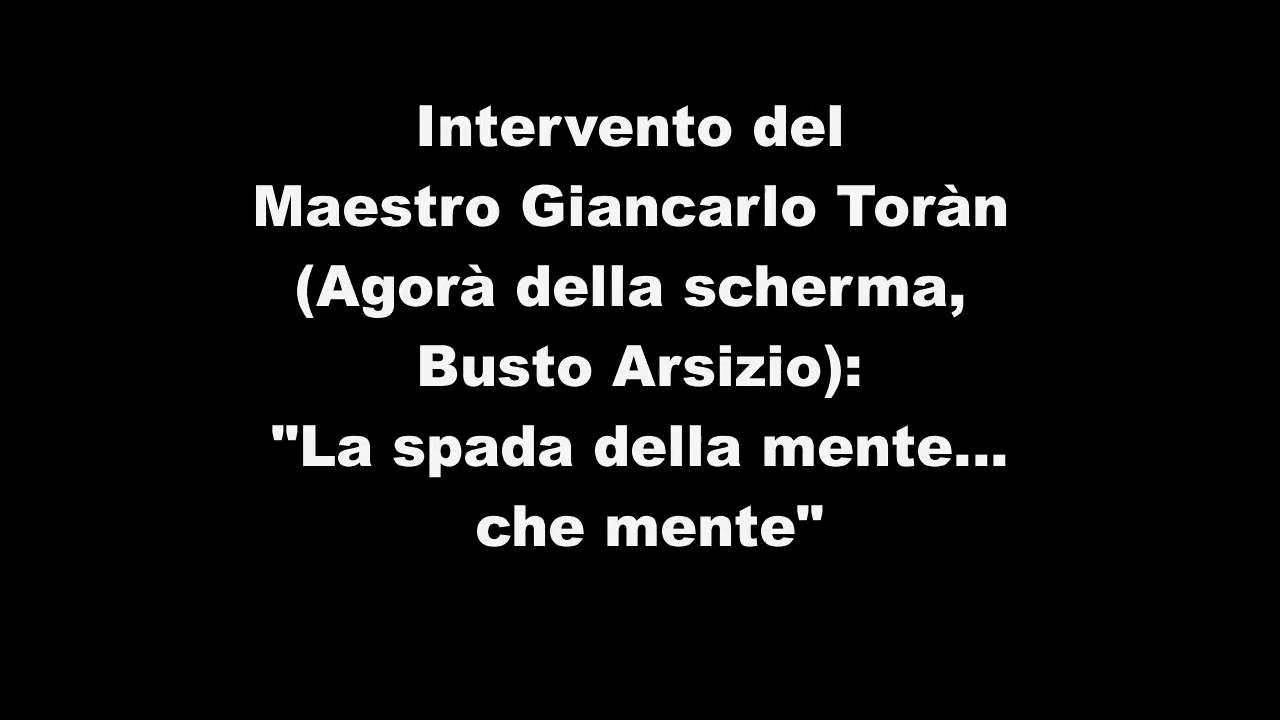 Intervento del
Maestro Giancarlo Toràn
(Agorà della scherma,
Busto Arsizio):
"La spada della mente...
che mente"